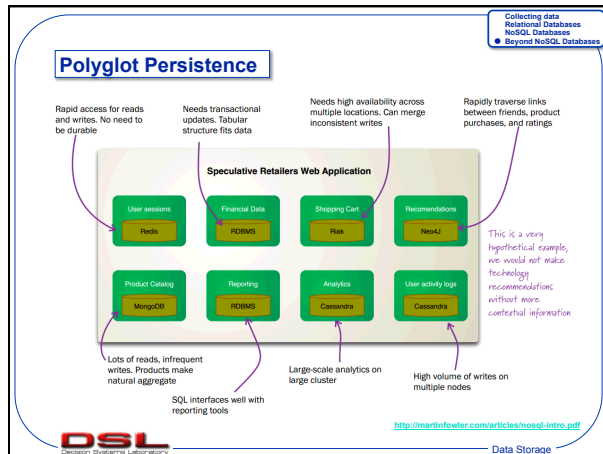 Collecting data
Relational Databases
NoSQL Databases
Beyond NoSQL Databases
Polyglot Persistence
Rapid access for reads
and writes. No need to
be durable
Needs transactional
updates. Tabular
structure fits data
Needs high availability across
multiple locations. Can merge
inconsistent writes
Rapidly traverse links
between friends, product
purchases, and ratings
Speculative Retailers Web Application
User sessions
Redis
Financial Data
RDBMS
Shopping Cart
Riak
Recomendations
Neo4J
This is a very
hypothetical example,
we would not make
technology
recommendations
without more
contextual information
Product Catalog
MongoDB
Reporting
RDBMS
Analytics
Cassandra
User activity logs
Cassandra
Lots of reads, infrequent
writes. Products make
natural aggregate
SQL interfaces well with
reporting tools
Large-scale analytics on
large cluster
High volume of writes on
multiple nodes
http://martinfowler.com/articles/nosql-intro.pdf
DSL
Decision Systems Laboratory
Data Storage